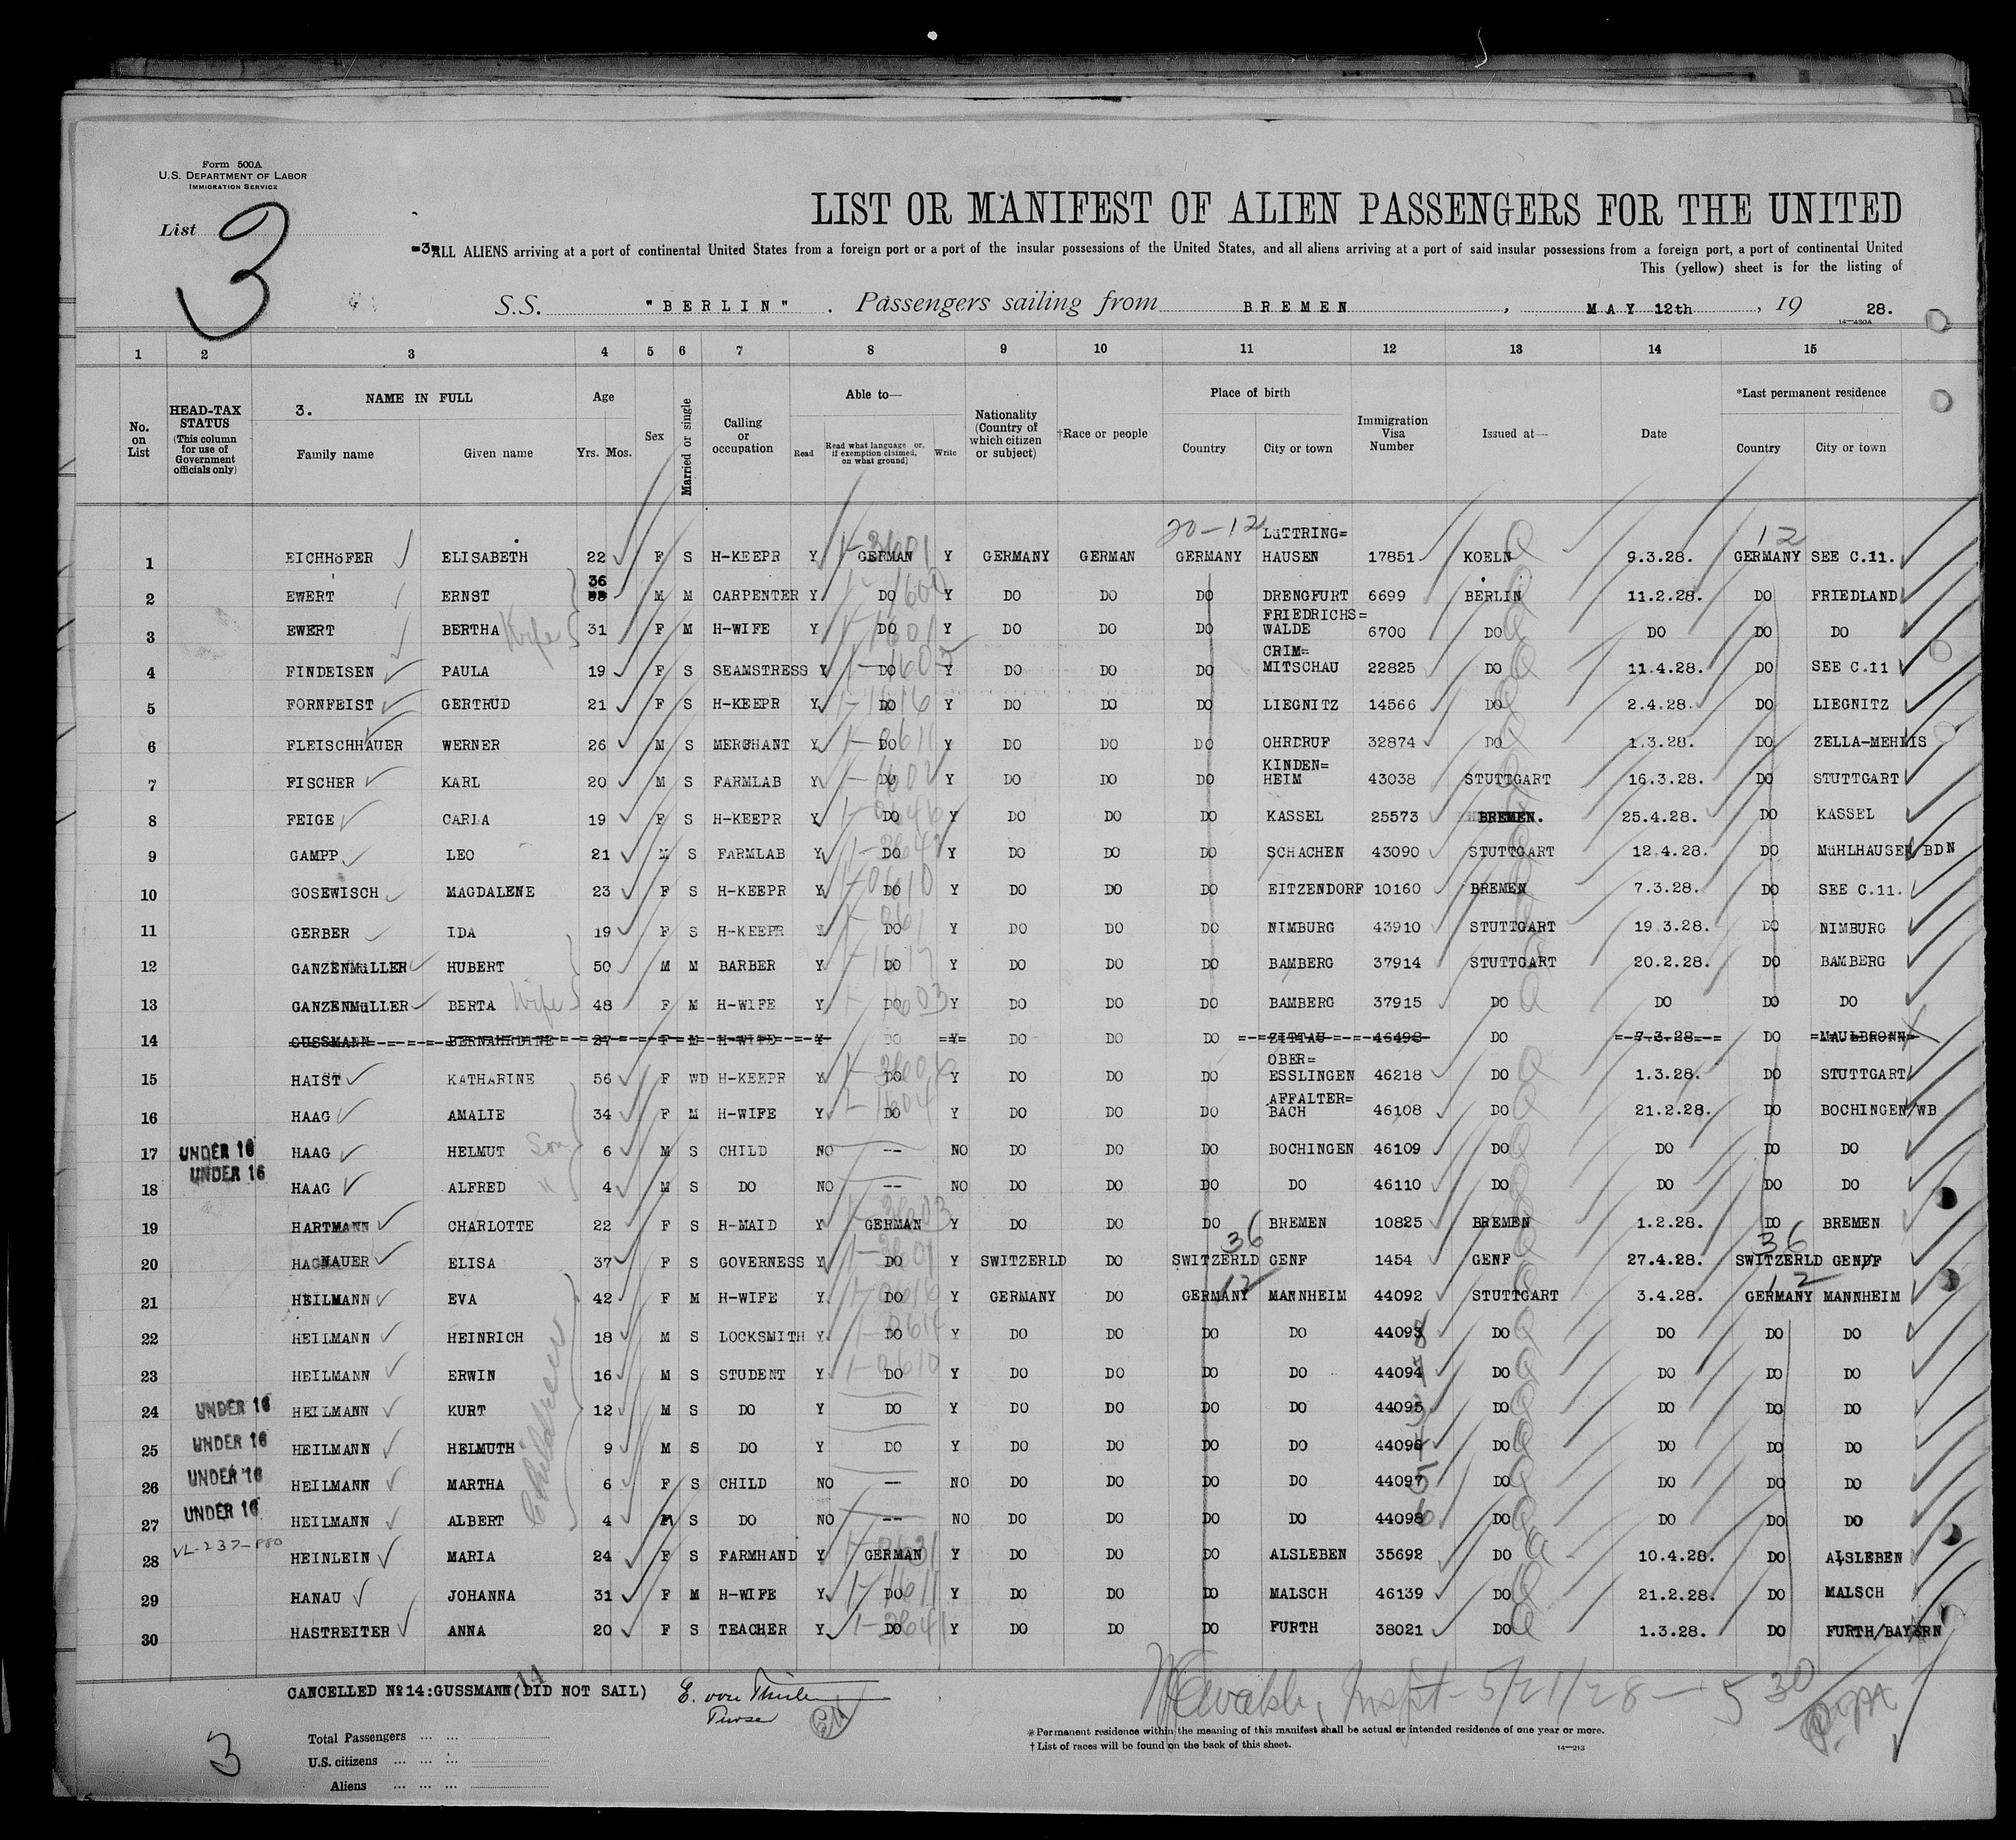 Form 500A
U.S. DEPARTMENT OF LABOR
IMMIGRATION SERVICE
List 3
LIST OR MANIFEST OF ALIEN PASSENGERS FOR THE UNITED
-3- ALL ALIENS arriving at a port of continental United States from a foreign port or a port of the insular possessions of the United States, and all aliens arriving at a port of said insular possessions from a foreign port, a port of continental United
This (yellow) sheet is for the listing of
S.S. "BERLIN". Passengers sailing from BREMEN, MAY 12th, 19 28.
14—430A
1 2 3 4 5 6 7 8 9 10 11 12 13 14 15
No. on List
HEAD-TAX STATUS (This column for use of Government officials only)
3. NAME IN FULL
Family name Given name
Age
Yrs. Mos.
Sex
Married or single
Calling or occupation
Able to—
Read Read what language or, if exemption claimed, on what ground) Write
Nationality (Country of which citizen or subject)
†Race or people
Place of birth
Country City or town
Immigration Visa Number
Issued at—
Date
*Last permanent residence
Country City or town
20-12 12
1 EICHHöFER ELISABETH 22 F S H-KEEPR Y GERMAN Y GERMANY GERMAN GERMANY LüTTRING=HAUSEN 17851 KOELN 9.3.28. GERMANY SEE C.11.
2 EWERT ERNST 36 M M CARPENTER Y DO Y DO DO DO DRENGFURT 6699 BERLIN 11.2.28. DO FRIEDLAND
3 EWERT BERTHA Wife 31 F M H-WIFE Y DO Y DO DO DO FRIEDRICHS=WALDE 6700 DO DO DO DO
4 FINDEISEN PAULA 19 F S SEAMSTRESS Y DO Y DO DO DO CRIM=MITSCHAU 22825 DO 11.4.28. DO SEE C.11
5 FORNFEIST GERTRUD 21 F S H-KEEPR Y DO Y DO DO DO LIEGNITZ 14566 DO 2.4.28. DO LIEGNITZ
6 FLEISCHHAUER WERNER 26 M S MERCHANT Y DO Y DO DO DO OHRDRUF 32874 DO 1.3.28. DO ZELLA-MEHLIS
7 FISCHER KARL 20 M S FARMLAB Y DO Y DO DO DO KINDEN=HEIM 43038 STUTTGART 16.3.28. DO STUTTGART
8 FEIGE CARLA 19 F S H-KEEPR Y DO Y DO DO DO KASSEL 25573 BREMEN. 25.4.28. DO KASSEL
9 GAMPP LEO 21 M S FARMLAB Y DO Y DO DO DO SCHACHEN 43090 STUTTGART 12.4.28. DO MüHLHAUSEN/BDN
10 GOSEWISCH MAGDALENE 23 F S H-KEEPR Y DO Y DO DO DO EITZENDORF 10160 BREMEN 7.3.28. DO SEE C.11.
11 GERBER IDA 19 F S H-KEEPR Y DO Y DO DO DO NIMBURG 43910 STUTTGART 19.3.28. DO NIMBURG
12 GANZENMüLLER HUBERT 50 M M BARBER Y DO Y DO DO DO BAMBERG 37914 STUTTGART 20.2.28. DO BAMBERG
13 GANZENMüLLER BERTA Wife 48 F M H-WIFE Y DO Y DO DO DO BAMBERG 37915 DO DO DO DO
14 GUSSMANN BERNAHRDINE 27 F M H-WIFE Y DO Y DO DO DO ZITTAU 46498 DO 7.3.28 DO MAULBRONN
15 HAIST KATHARINE 56 F WD H-KEEPR Y DO Y DO DO DO OBER=ESSLINGEN 46218 DO 1.3.28. DO STUTTGART
16 HAAG AMALIE 34 F M H-WIFE Y DO Y DO DO DO AFFALTER=BACH 46108 DO 21.2.28. DO BOCHINGEN/WB
17 UNDER 16 HAAG HELMUT Son 6 M S CHILD NO -- NO DO DO DO BOCHINGEN 46109 DO DO DO DO
18 UNDER 16 HAAG ALFRED " 4 M S DO NO -- NO DO DO DO DO 46110 DO DO DO DO
19 HARTMANN CHARLOTTE 22 F S H-MAID Y GERMAN Y DO DO DO BREMEN 10825 BREMEN 1.2.28. DO BREMEN
36 36
20 HAGNAUER ELISA 37 F S GOVERNESS Y DO Y SWITZERLD DO SWITZERLD GENF 1454 GENF 27.4.28. SWITZERLD GENF
12 12
21 HEILMANN EVA 42 F M H-WIFE Y DO Y GERMANY DO GERMANY MANNHEIM 44092 STUTTGART 3.4.28. GERMANY MANNHEIM
Children
22 HEILMANN HEINRICH 18 M S LOCKSMITH Y DO Y DO DO DO DO 44093 DO DO DO DO
23 HEILMANN ERWIN 16 M S STUDENT Y DO Y DO DO DO DO 44094 DO DO DO DO
24 UNDER 16 HEILMANN KURT 12 M S DO Y DO Y DO DO DO DO 44095 DO DO DO DO
25 UNDER 16 HEILMANN HELMUTH 9 M S DO Y DO Y DO DO DO DO 44096 DO DO DO DO
26 UNDER 16 HEILMANN MARTHA 6 F S CHILD NO -- NO DO DO DO DO 44097 DO DO DO DO
27 UNDER 16 HEILMANN ALBERT 4 M S DO NO -- NO DO DO DO DO 44098 DO DO DO DO
28 HEINLEIN MARIA 24 F S FARMHAND Y GERMAN Y DO DO DO ALSLEBEN 35692 DO 10.4.28. DO ALSLEBEN
29 HANAU JOHANNA 31 F M H-WIFE Y DO Y DO DO DO MALSCH 46139 DO 21.2.28. DO MALSCH
30 HASTREITER ANNA 20 F S TEACHER Y DO Y DO DO DO FURTH 38021 DO 1.3.28. DO FURTH/BAYERN
CANCELLED No14:GUSSMANN(DID NOT SAIL)
14
Purser
Inspt- 5/21/28 - 5 30
3
Total Passengers
U.S. citizens
Aliens
*Permanent residence within the meaning of this manifest shall be actual or intended residence of one year or more.
†List of races will be found on the back of this sheet.
14—213